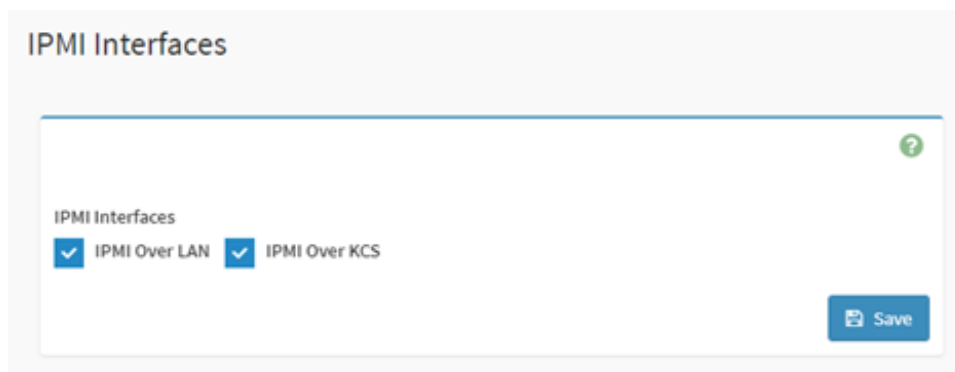 IPMI Interfaces
?
IPMI Interfaces
IPMI Over LAN IPMI Over KCS
Save